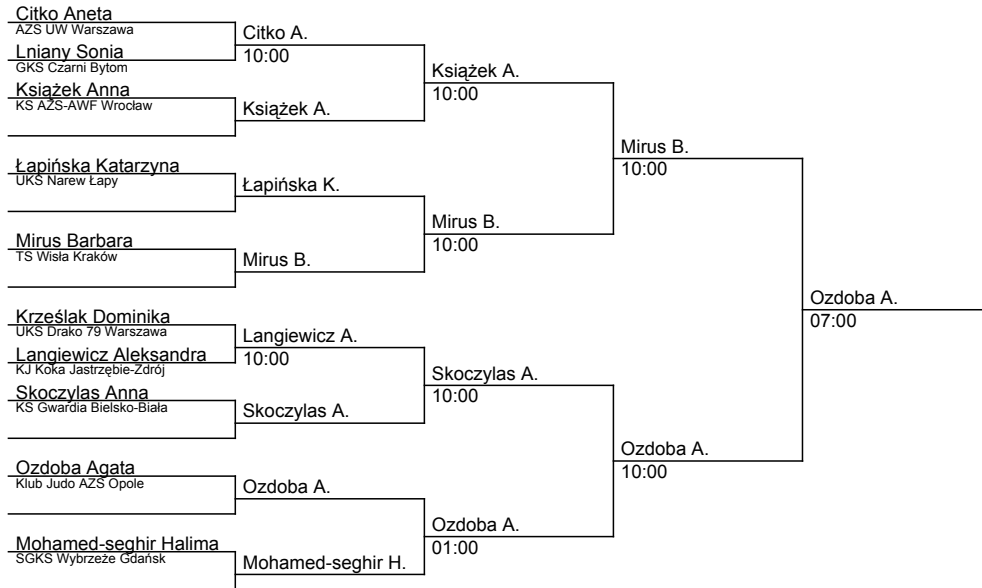 Citko Aneta
AZS UW Warszawa
Lniany Sonia
GKS Czarni Bytom
Książek Anna
KS AZS-AWF Wrocław
Łapińska Katarzyna
UKS Narew Łapy
Mirus Barbara
TS Wisła Kraków
Krześlak Dominika
UKS Drako 79 Warszawa
Langiewicz Aleksandra
KJ Koka Jastrzębie-Zdrój
Skoczylas Anna
KS Gwardia Bielsko-Biała
Ozdoba Agata
Klub Judo AZS Opole
Mohamed-seghir Halima
SGKS Wybrzeże Gdańsk
Citko A.
10:00
Książek A.
Łapińska K.
Mirus B.
Langiewicz A.
10:00
Skoczylas A.
Ozdoba A.
Mohamed-seghir H.
Książek A.
10:00
Mirus B.
10:00
Skoczylas A.
10:00
Ozdoba A.
01:00
Mirus B.
10:00
Ozdoba A.
10:00
Ozdoba A.
07:00